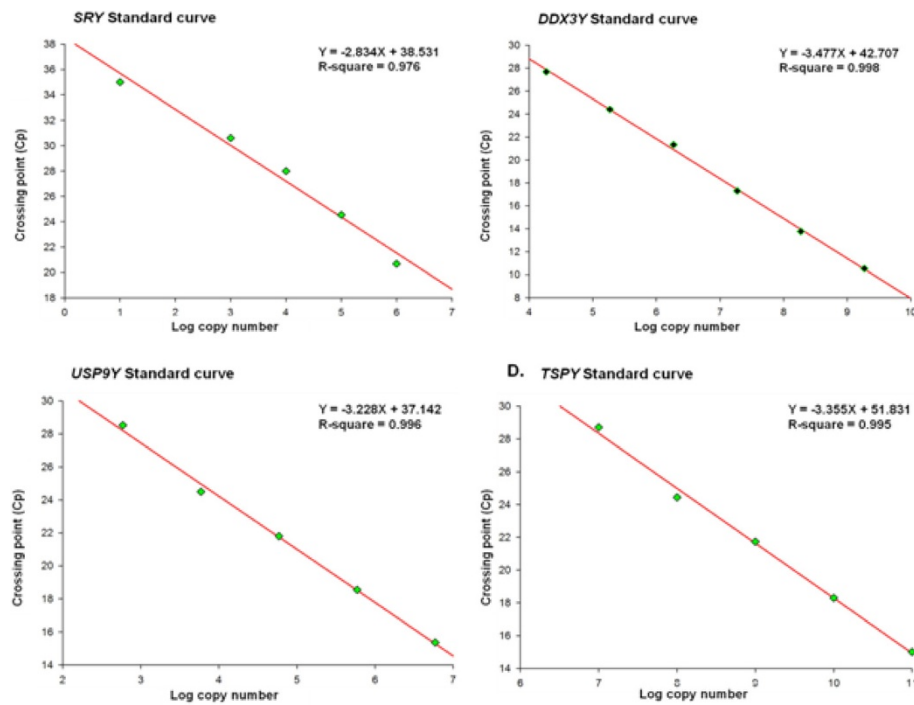 SRY Standard curve
Y = -2.834X + 38.531
R-square = 0.976
Crossing point (Cp)
38
36
34
32
30
28
26
24
22
20
18
0 1 2 3 4 5 6 7
Log copy number
DDX3Y Standard curve
Y = -3.477X + 42.707
R-square = 0.998
Crossing point (Cp)
30
28
26
24
22
20
18
16
14
12
10
8
4 5 6 7 8 9 10
Log copy number
USP9Y Standard curve
Y = -3.228X + 37.142
R-square = 0.996
Crossing point (Cp)
30
28
26
24
22
20
18
16
14
2 3 4 5 6 7
Log copy number
D. TSPY Standard curve
Y = -3.355X + 51.831
R-square = 0.995
Crossing point (Cp)
30
28
26
24
22
20
18
16
14
6 7 8 9 10 11
Log copy number